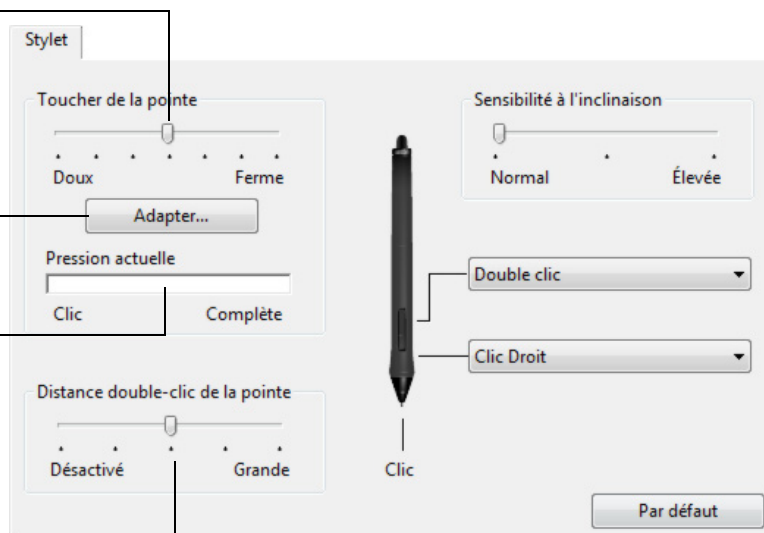 Stylet
Toucher de la pointe
Doux Ferme
Adapter...
Pression actuelle
Clic Complète
Distance double-clic de la pointe
Désactivé Grande
Sensibilité à l'inclinaison
Normal Élevée
Double clic
Clic Droit
Clic
Par défaut